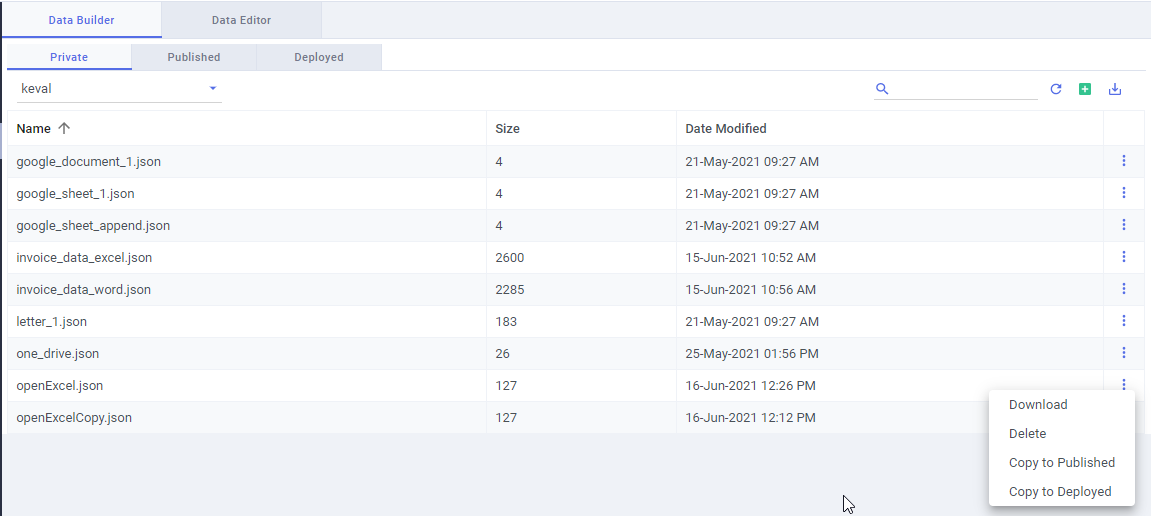 Data Builder Data Editor
Private Published Deployed
keval
Name Size Date Modified
google_document_1.json 4 21-May-2021 09:27 AM
google_sheet_1.json 4 21-May-2021 09:27 AM
google_sheet_append.json 4 21-May-2021 09:27 AM
invoice_data_excel.json 2600 15-Jun-2021 10:52 AM
invoice_data_word.json 2285 15-Jun-2021 10:56 AM
letter_1.json 183 21-May-2021 09:27 AM
one_drive.json 26 25-May-2021 01:56 PM
openExcel.json 127 16-Jun-2021 12:26 PM
openExcelCopy.json 127 16-Jun-2021 12:12 PM
Download
Delete
Copy to Published
Copy to Deployed